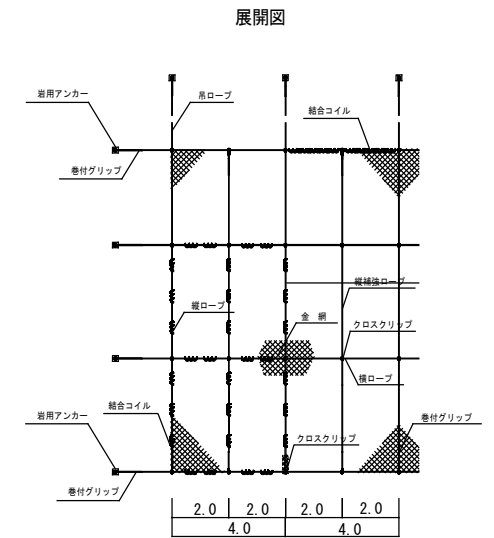 展開図
岩用アンカー
吊ロープ
結合コイル
巻付グリップ
縦補強ロープ
縦ロープ
金 網
クロスクリップ
横ロープ
結合コイル
岩用アンカー
巻付グリップ
クロスクリップ
巻付グリップ
2.0 2.0 2.0 2.0
4.0 4.0